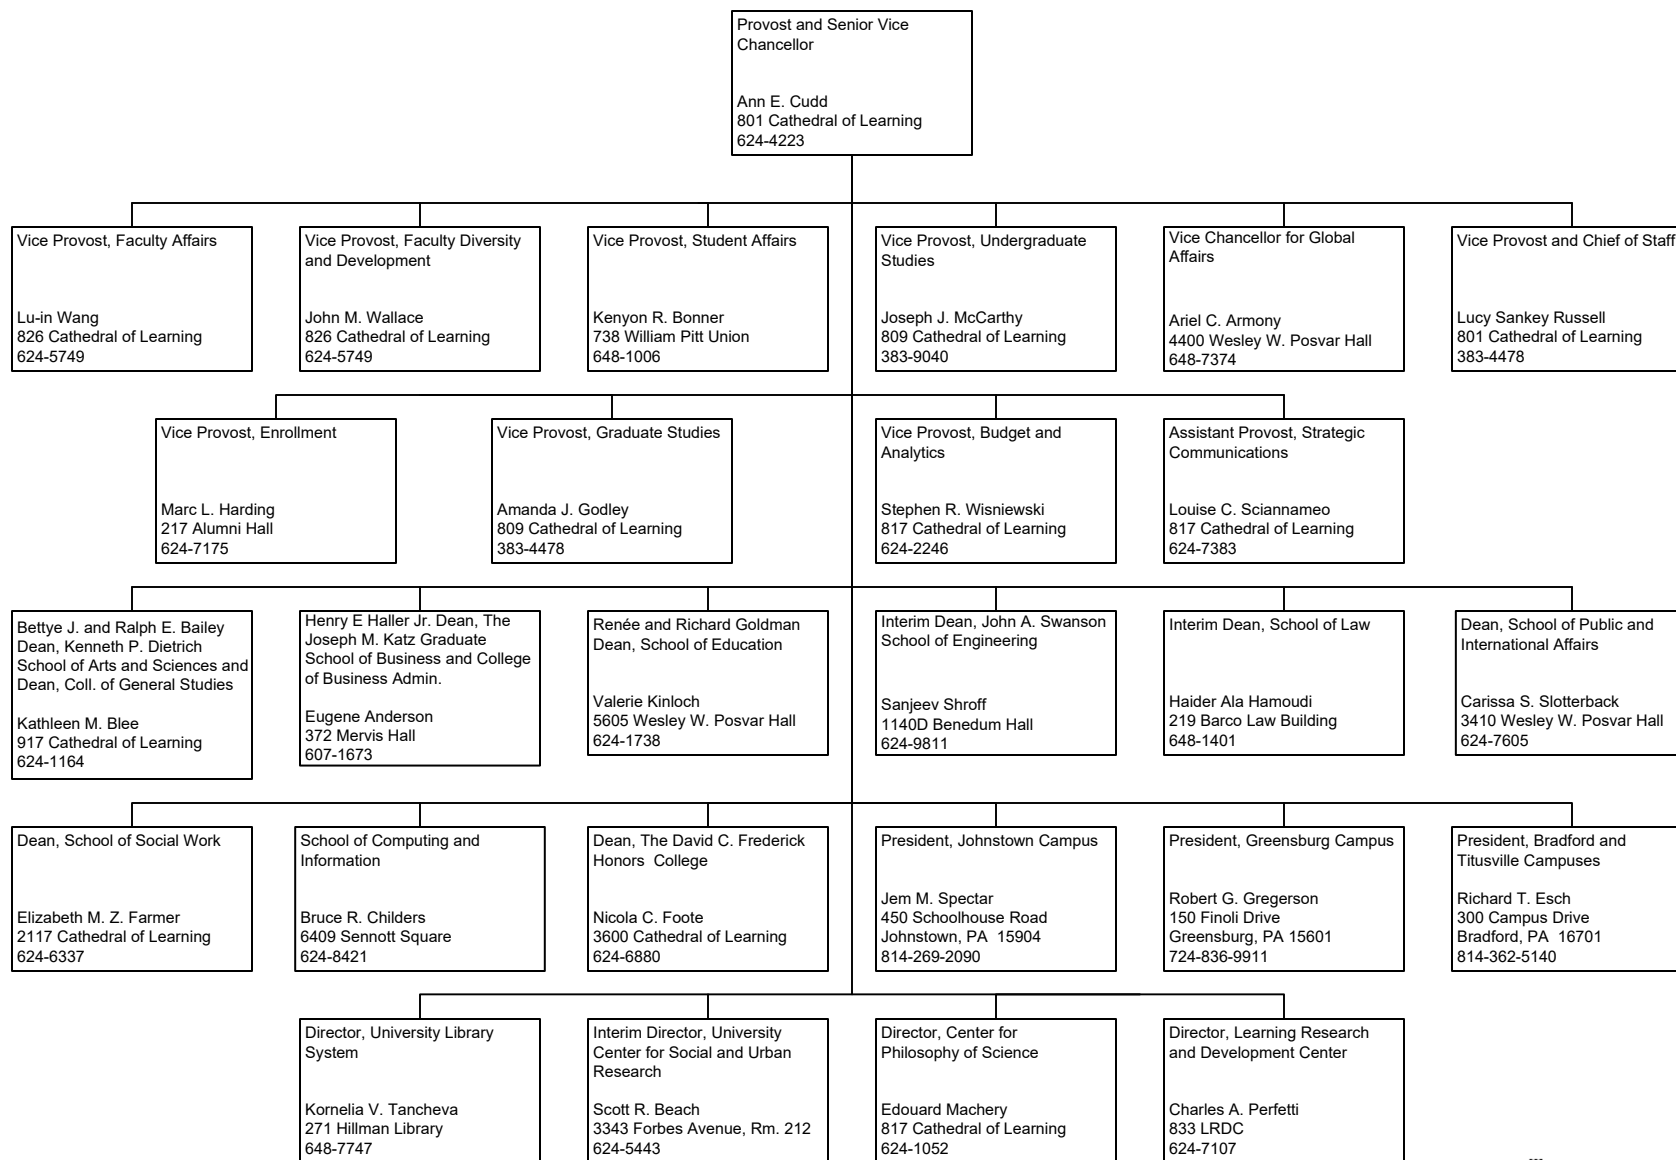 Provost and Senior Vice
Chancellor
Ann E. Cudd
801 Cathedral of Learning
624-4223
Vice Provost, Faculty Affairs
Lu-in Wang
826 Cathedral of Learning
624-5749
Vice Provost, Faculty Diversity
and Development
John M. Wallace
826 Cathedral of Learning
624-5749
Vice Provost, Student Affairs
Kenyon R. Bonner
738 William Pitt Union
648-1006
Vice Provost, Undergraduate
Studies
Joseph J. McCarthy
809 Cathedral of Learning
383-9040
Vice Chancellor for Global
Affairs
Ariel C. Armony
4400 Wesley W. Posvar Hall
648-7374
Vice Provost and Chief of Staff
Lucy Sankey Russell
801 Cathedral of Learning
383-4478
Vice Provost, Enrollment
Marc L. Harding
217 Alumni Hall
624-7175
Vice Provost, Graduate Studies
Amanda J. Godley
809 Cathedral of Learning
383-4478
Vice Provost, Budget and
Analytics
Stephen R. Wisniewski
817 Cathedral of Learning
624-2246
Assistant Provost, Strategic
Communications
Louise C. Sciannameo
817 Cathedral of Learning
624-7383
Bettye J. and Ralph E. Bailey
Dean, Kenneth P. Dietrich
School of Arts and Sciences and
Dean, Coll. of General Studies
Kathleen M. Blee
917 Cathedral of Learning
624-1164
Henry E Haller Jr. Dean, The
Joseph M. Katz Graduate
School of Business and College
of Business Admin.
Eugene Anderson
372 Mervis Hall
607-1673
Renée and Richard Goldman
Dean, School of Education
Valerie Kinloch
5605 Wesley W. Posvar Hall
624-1738
Interim Dean, John A. Swanson
School of Engineering
Sanjeev Shroff
1140D Benedum Hall
624-9811
Interim Dean, School of Law
Haider Ala Hamoudi
219 Barco Law Building
648-1401
Dean, School of Public and
International Affairs
Carissa S. Slotterback
3410 Wesley W. Posvar Hall
624-7605
Dean, School of Social Work
Elizabeth M. Z. Farmer
2117 Cathedral of Learning
624-6337
School of Computing and
Information
Bruce R. Childers
6409 Sennott Square
624-8421
Dean, The David C. Frederick
Honors College
Nicola C. Foote
3600 Cathedral of Learning
624-6880
President, Johnstown Campus
Jem M. Spectar
450 Schoolhouse Road
Johnstown, PA 15904
814-269-2090
President, Greensburg Campus
Robert G. Gregerson
150 Finoli Drive
Greensburg, PA 15601
724-836-9911
President, Bradford and
Titusville Campuses
Richard T. Esch
300 Campus Drive
Bradford, PA 16701
814-362-5140
Director, University Library
System
Kornelia V. Tancheva
271 Hillman Library
648-7747
Interim Director, University
Center for Social and Urban
Research
Scott R. Beach
3343 Forbes Avenue, Rm. 212
624-5443
Director, Center for
Philosophy of Science
Edouard Machery
817 Cathedral of Learning
624-1052
Director, Learning Research
and Development Center
Charles A. Perfetti
833 LRDC
624-7107